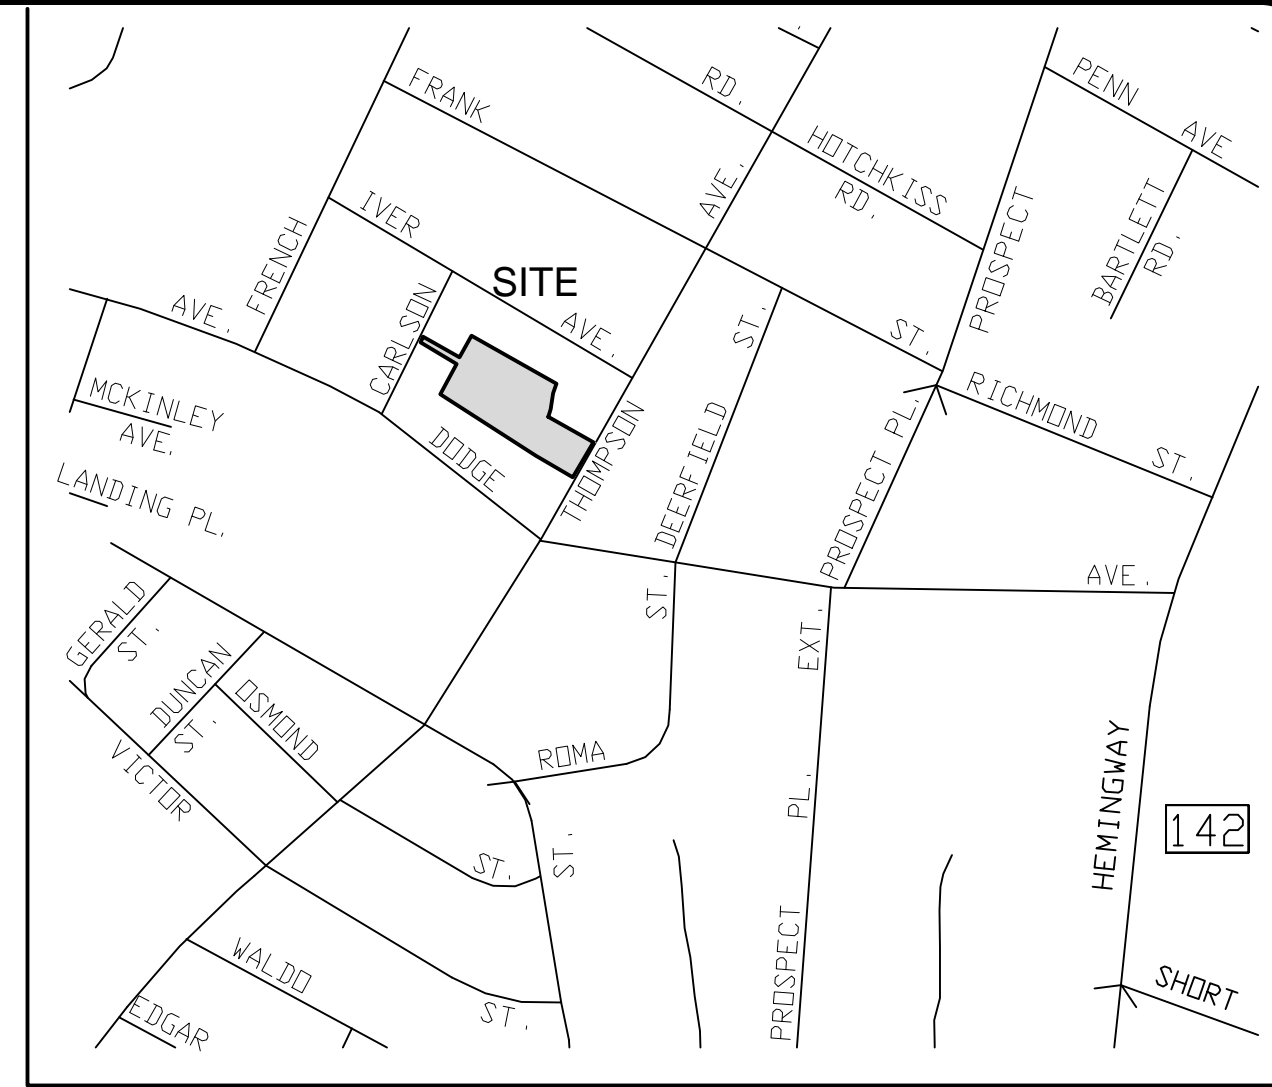 FRANK
RD.
PENN
AVE
HOTCHKISS
RD.
AVE.
IVER
FRENCH
PROSPECT
BARTLETT
RD.
SITE
AVE.
AVE.
CARLSON
ST.
ST.
MCKINLEY
AVE.
RICHMOND
ST.
DODGE
THOMPSON
DEERFIELD
PROSPECT PL.
LANDING PL.
AVE.
GERALD
ST.
ST.
EXT.
DUNCAN
ST.
OSMOND
VICTOR
ROMA
PL.
HEMINGWAY
142
ST.
ST.
PROSPECT
WALDO
ST.
EDGAR
SHORT